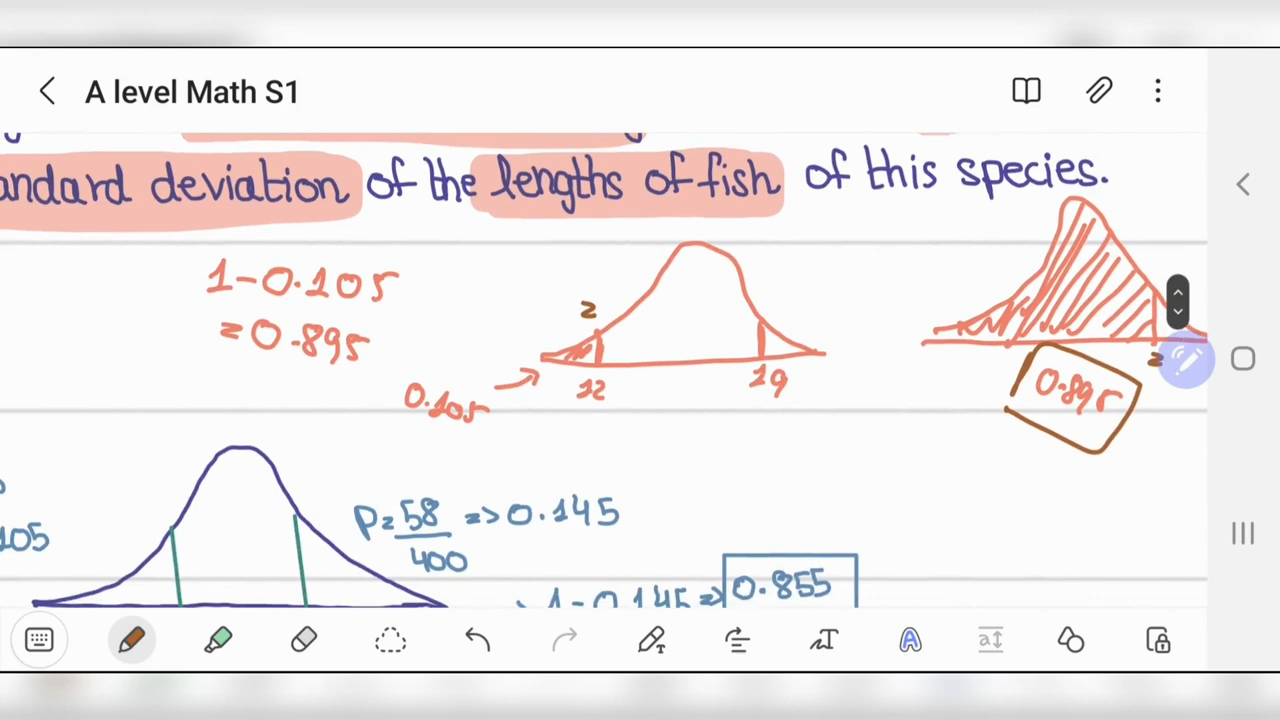 A level Math S1
andard deviation of the lengths of fish of this species.
1-0.105
=0.895
z
0.105
12
19
z
0.895
105
P=58/400 => 0.145
1-0.145=> 0.855